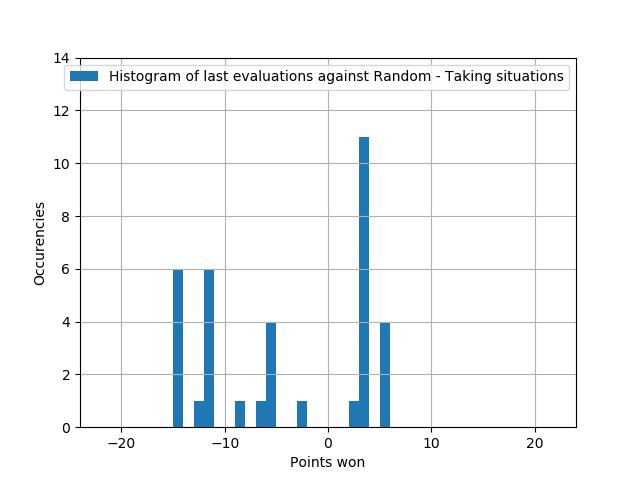 Histogram of last evaluations against Random - Taking situations
14
12
10
8
6
4
2
0
Occurencies
−20 −10 0 10 20
Points won